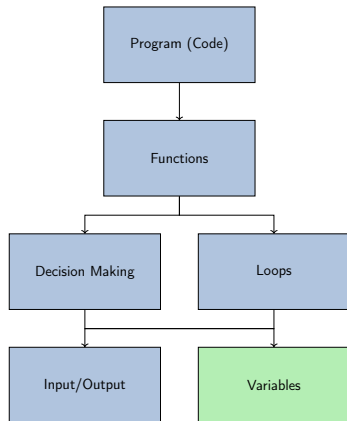 Program (Code)
Functions
Decision Making
Loops
Input/Output
Variables